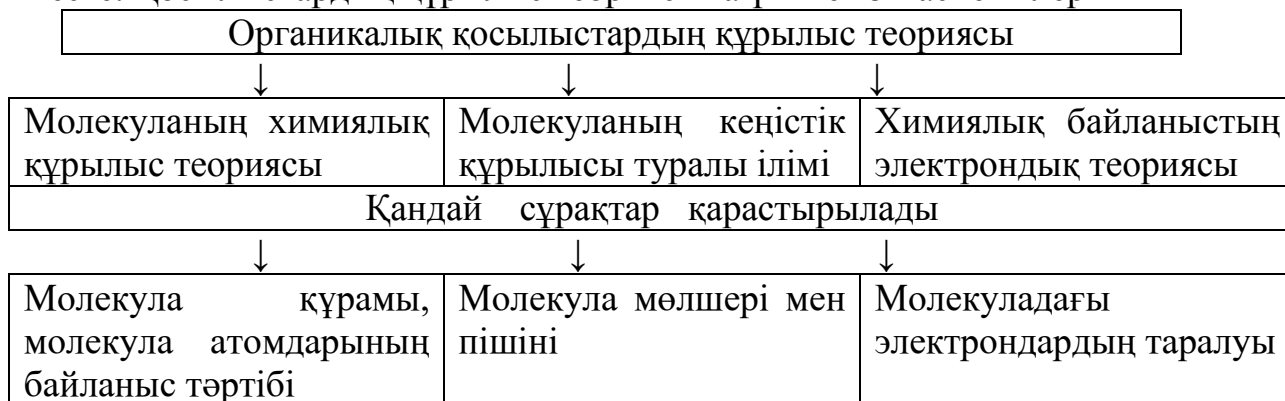 Органикалық қосылыстардың құрылыс теориясы
↓ ↓ ↓
Молекуланың химиялық
құрылыс теориясы
Молекуланың кеңістік
құрылысы туралы ілімі
Химиялық байланыстың
электрондық теориясы
Қандай сұрақтар қарастырылады
↓ ↓ ↓
Молекула құрамы,
молекула атомдарының
байланыс тәртібі
Молекула мөлшері мен
пішіні
Молекуладағы
электрондардың таралуы